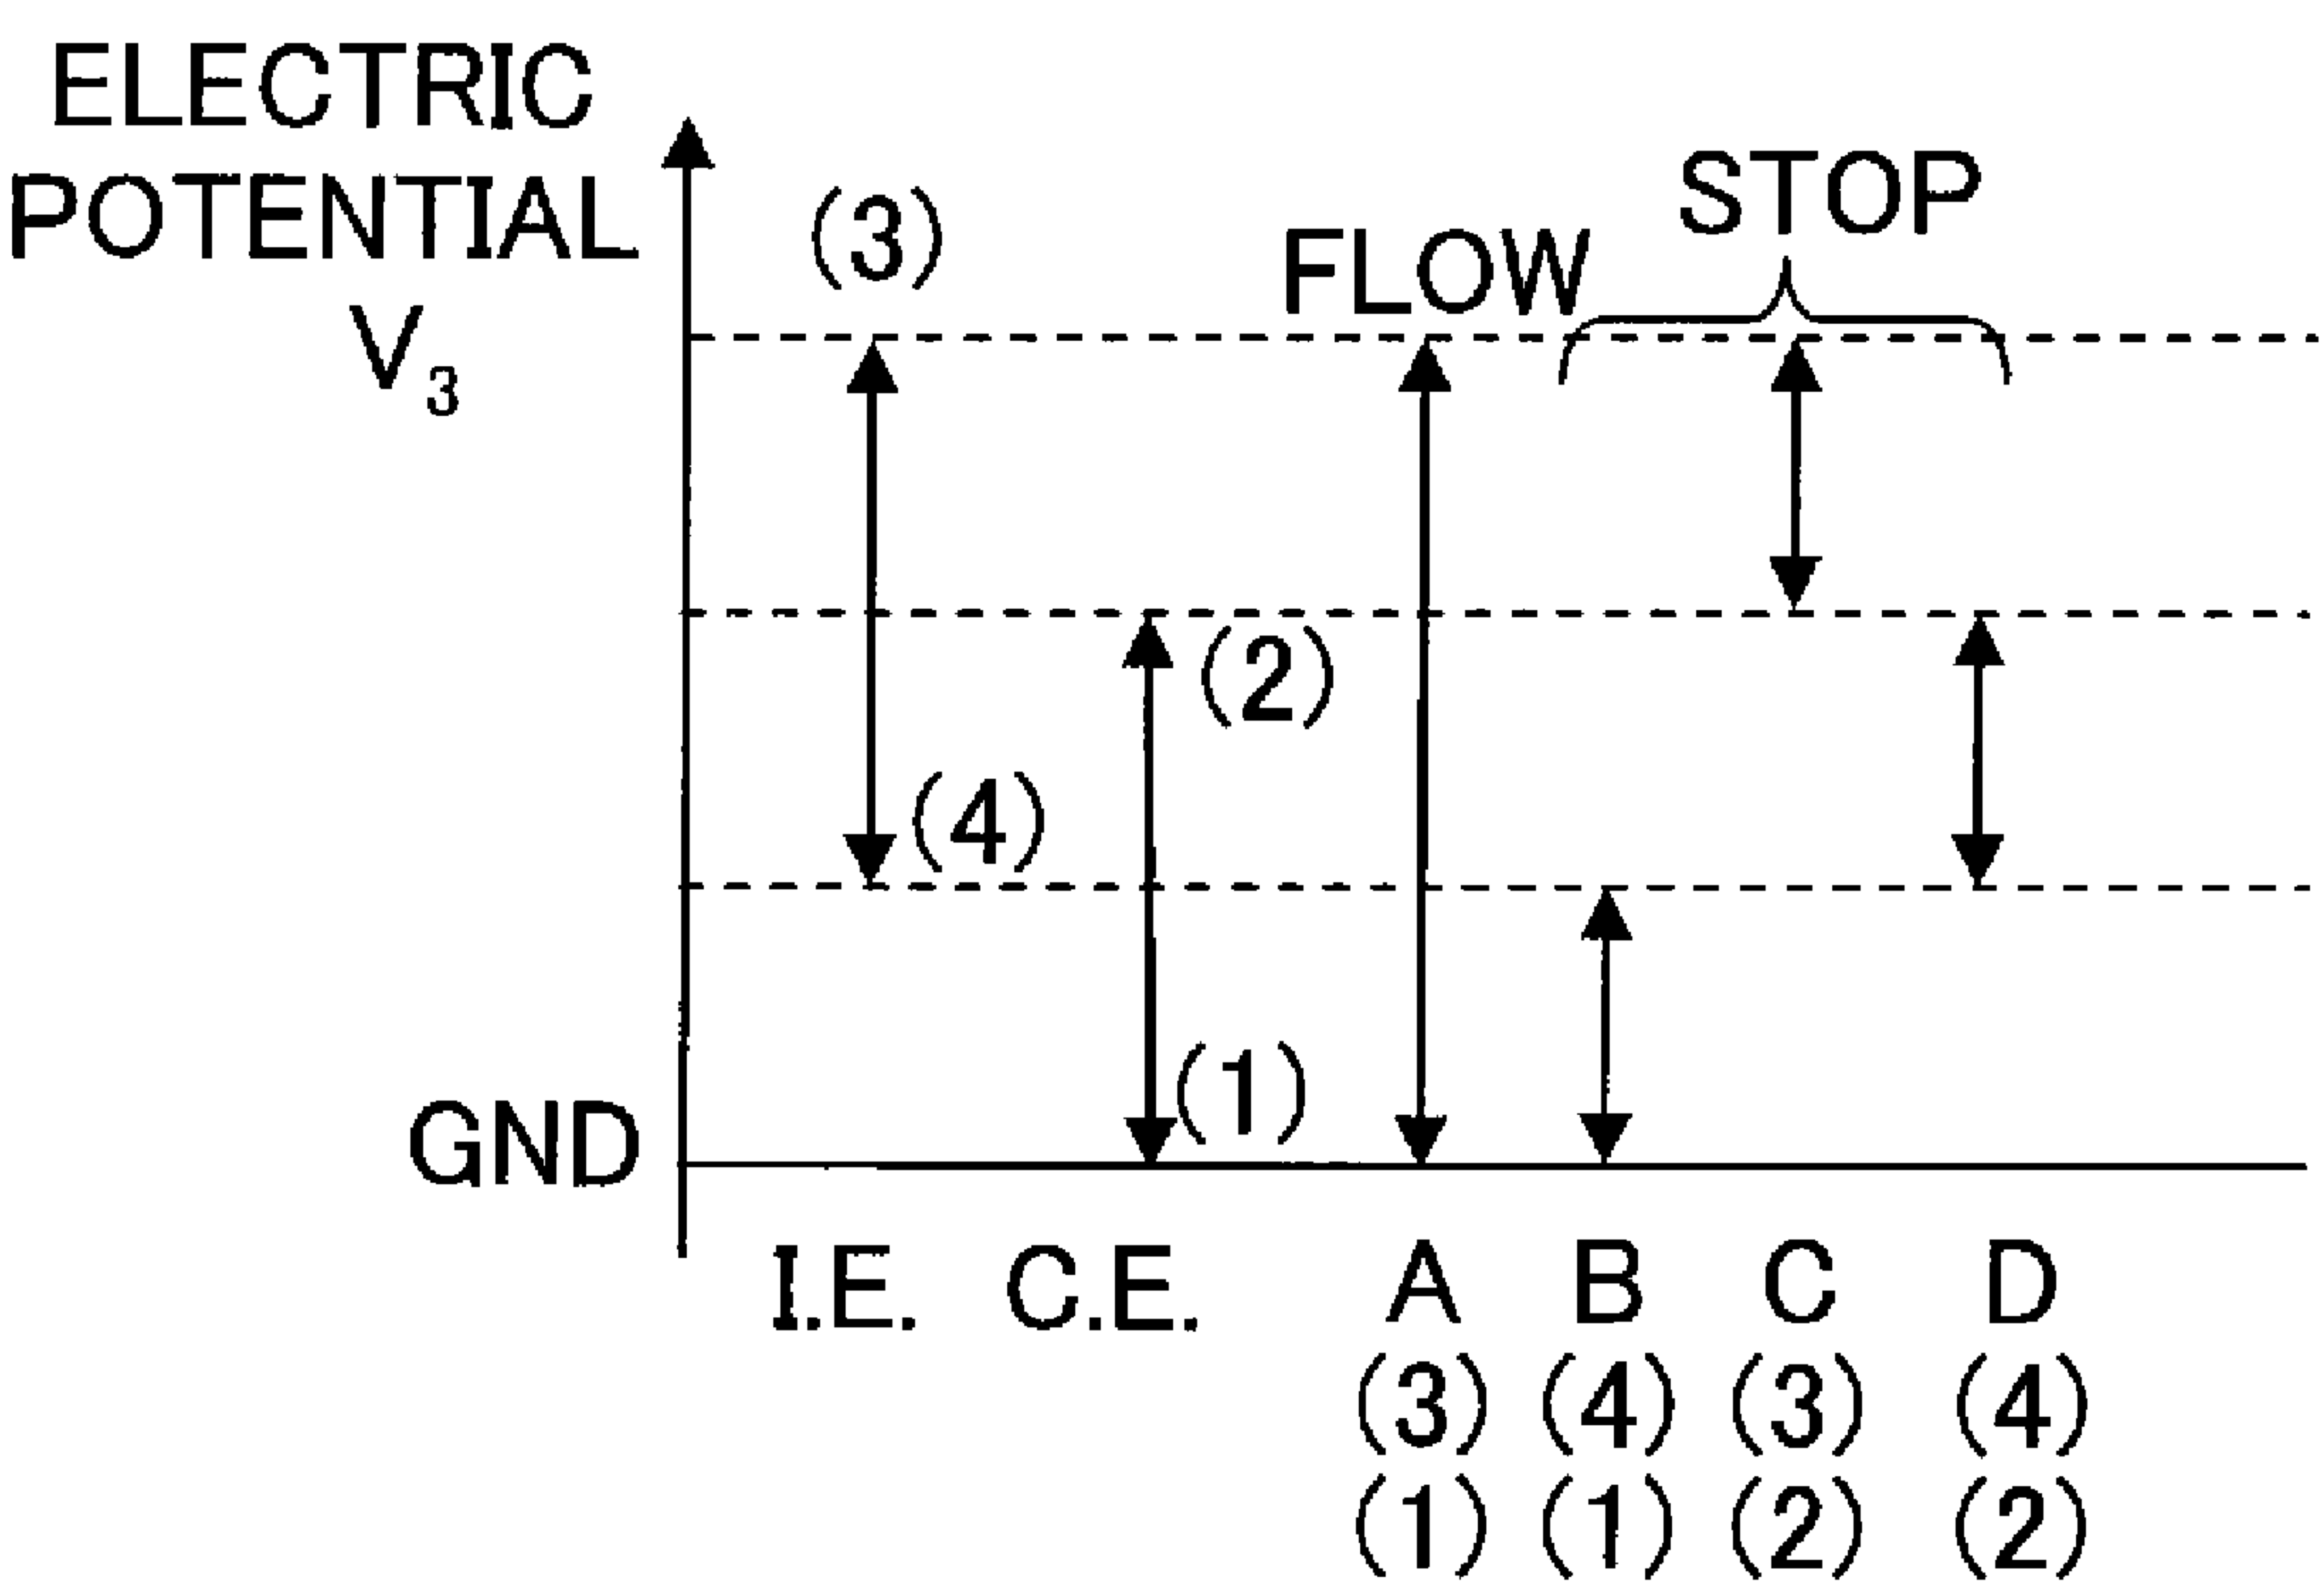 ELECTRIC
POTENTIAL
V3
(3)
FLOW
STOP
(2)
(4)
(1)
GND
I.E. C.E. A B C D
(3) (4) (3) (4)
(1) (1) (2) (2)